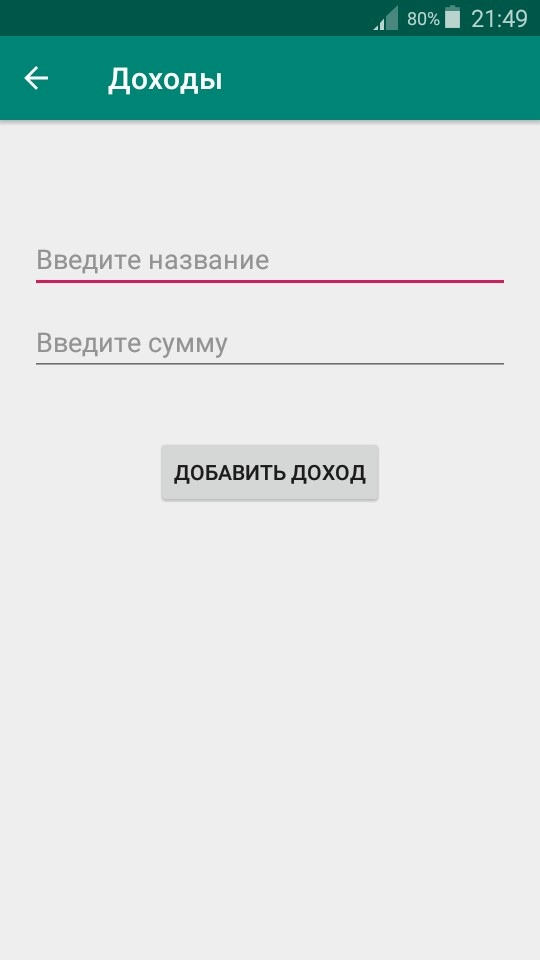 80% 21:49
Доходы
Введите название
Введите сумму
ДОБАВИТЬ ДОХОД